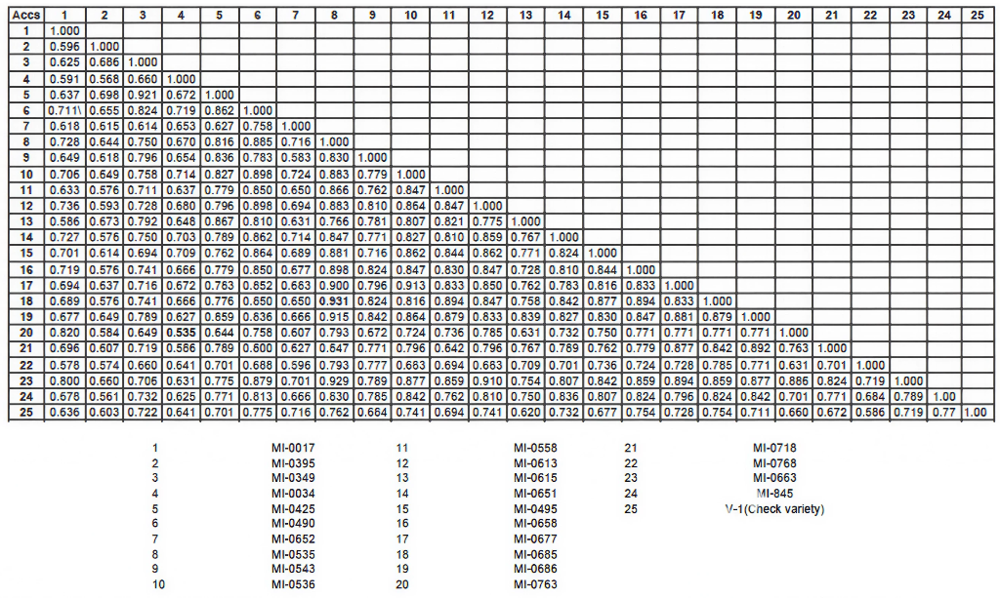 Accs 1 2 3 4 5 6 7 8 9 10 11 12 13 14 15 16 17 18 19 20 21 22 23 24 25
1 1.000
2 0.596 1.000
3 0.625 0.686 1.000
4 0.591 0.568 0.660 1.000
5 0.637 0.698 0.921 0.672 1.000
6 0.711\ 0.655 0.824 0.719 0.862 1.000
7 0.618 0.615 0.614 0.653 0.627 0.758 1.000
8 0.728 0.644 0.750 0.670 0.816 0.885 0.716 1.000
9 0.649 0.618 0.796 0.654 0.836 0.783 0.583 0.830 1.000
10 0.706 0.649 0.758 0.714 0.827 0.898 0.724 0.883 0.779 1.000
11 0.633 0.576 0.711 0.637 0.779 0.850 0.650 0.866 0.762 0.847 1.000
12 0.736 0.593 0.728 0.680 0.796 0.898 0.694 0.883 0.810 0.864 0.847 1.000
13 0.586 0.673 0.792 0.648 0.867 0.810 0.631 0.766 0.781 0.807 0.821 0.775 1.000
14 0.727 0.576 0.750 0.703 0.789 0.862 0.714 0.847 0.771 0.827 0.810 0.859 0.767 1.000
15 0.701 0.614 0.694 0.709 0.762 0.864 0.689 0.881 0.716 0.862 0.844 0.862 0.771 0.824 1.000
16 0.719 0.576 0.741 0.666 0.779 0.850 0.677 0.898 0.824 0.847 0.830 0.847 0.728 0.810 0.844 1.000
17 0.694 0.637 0.716 0.672 0.763 0.852 0.663 0.900 0.796 0.913 0.833 0.850 0.762 0.783 0.816 0.833 1.000
18 0.689 0.576 0.741 0.666 0.776 0.650 0.650 0.931 0.824 0.816 0.894 0.847 0.758 0.842 0.877 0.894 0.833 1.000
19 0.677 0.649 0.789 0.627 0.859 0.836 0.666 0.915 0.842 0.864 0.879 0.833 0.839 0.827 0.830 0.847 0.881 0.879 1.000
20 0.820 0.584 0.649 0.535 0.644 0.758 0.607 0.793 0.672 0.724 0.736 0.785 0.631 0.732 0.750 0.771 0.771 0.771 0.771 1.000
21 0.696 0.607 0.719 0.586 0.789 0.800 0.627 0.847 0.771 0.796 0.842 0.796 0.767 0.789 0.762 0.779 0.877 0.842 0.892 0.763 1.000
22 0.578 0.574 0.660 0.641 0.701 0.688 0.596 0.793 0.777 0.683 0.694 0.663 0.709 0.701 0.736 0.724 0.728 0.785 0.771 0.631 0.701 1.000
23 0.800 0.660 0.706 0.631 0.775 0.879 0.701 0.929 0.789 0.877 0.859 0.910 0.754 0.807 0.842 0.859 0.894 0.859 0.877 0.886 0.824 0.719 1.000
24 0.678 0.561 0.732 0.625 0.771 0.813 0.666 0.830 0.785 0.842 0.762 0.810 0.750 0.836 0.807 0.824 0.796 0.824 0.842 0.701 0.771 0.684 0.789 1.00
25 0.636 0.603 0.722 0.641 0.701 0.775 0.716 0.762 0.664 0.741 0.694 0.741 0.620 0.732 0.677 0.754 0.728 0.754 0.711 0.660 0.672 0.586 0.719 0.77 1.00
1 MI-0017 11 MI-0558 21 MI-0718
2 MI-0395 12 MI-0613 22 MI-0768
3 MI-0349 13 MI-0615 23 MI-0663
4 MI-0034 14 MI-0651 24 MI-845
5 MI-0425 15 MI-0495 25 V-1(Check variety)
6 MI-0490 16 MI-0658
7 MI-0652 17 MI-0677
8 MI-0535 18 MI-0685
9 MI-0543 19 MI-0686
10 MI-0536 20 MI-0763